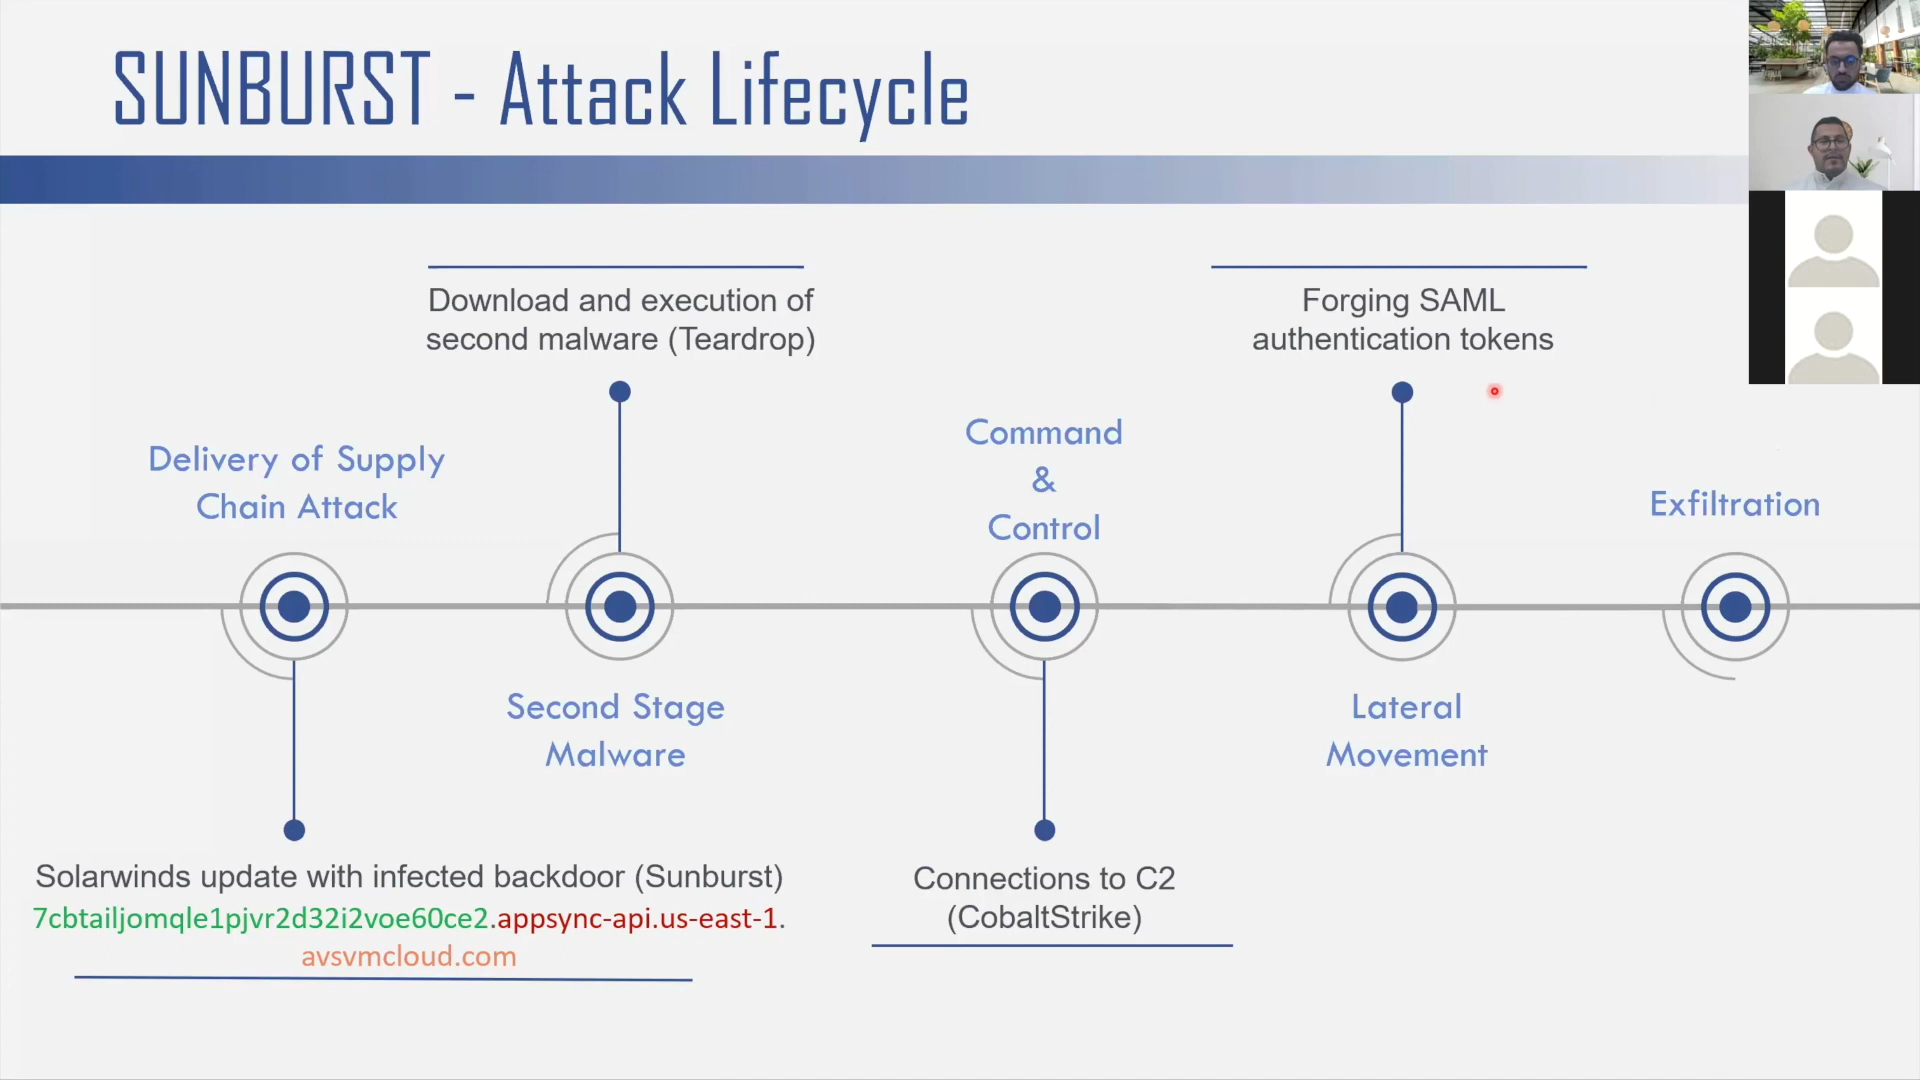 SUNBURST - Attack Lifecycle
Download and execution of
second malware (Teardrop)
Forging SAML
authentication tokens
Delivery of Supply
Chain Attack
Command
&
Control
Exfiltration
Second Stage
Malware
Lateral
Movement
Solarwinds update with infected backdoor (Sunburst)
7cbtailjomqle1pjvr2d32i2voe60ce2.appsync-api.us-east-1.
avsvmcloud.com
Connections to C2
(CobaltStrike)